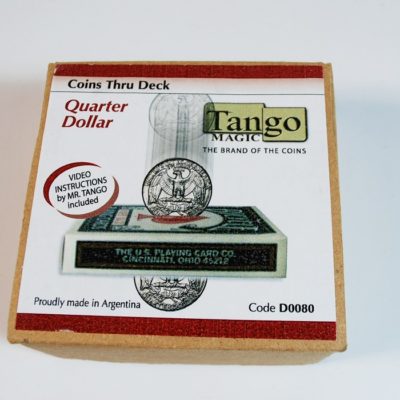 Coins Thru Deck
Quarter
Dollar
Tango
MAGIC
THE BRAND OF THE COINS
VIDEO
INSTRUCTIONS
by MR. TANGO
included
THE U.S. PLAYING CARD CO.
CINCINNATI, OHIO 45212
Proudly made in Argentina
Code D0080